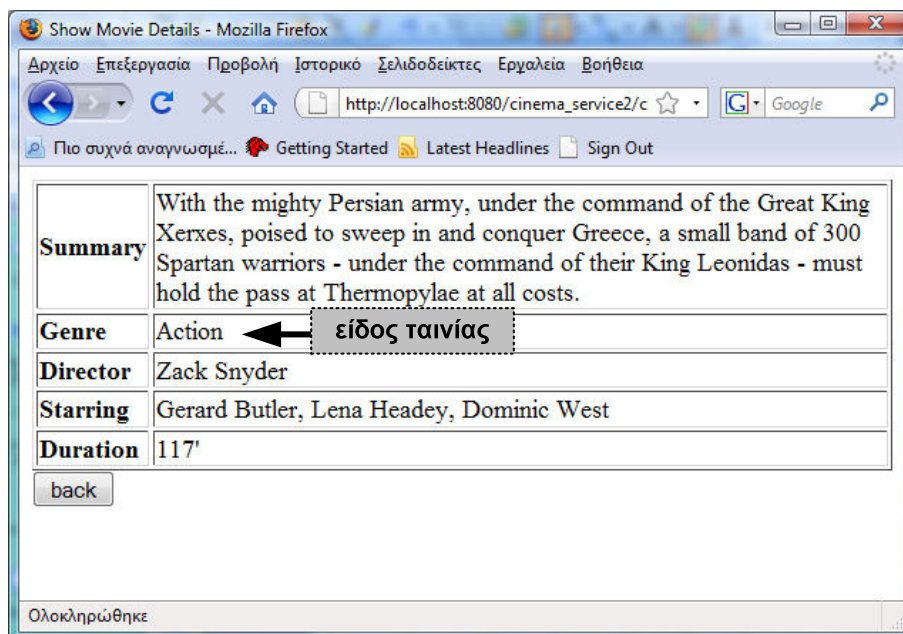 Show Movie Details - Mozilla Firefox
Αρχείο Επεξεργασία Προβολή Ιστορικό Σελιδοδείκτες Εργαλεία Βοήθεια
http://localhost:8080/cinema_service2/c G Google
Πιο συχνά αναγνωσμέ... Getting Started Latest Headlines Sign Out
Summary With the mighty Persian army, under the command of the Great King
Xerxes, poised to sweep in and conquer Greece, a small band of 300
Spartan warriors - under the command of their King Leonidas - must
hold the pass at Thermopylae at all costs.
Genre Action είδος ταινίας
Director Zack Snyder
Starring Gerard Butler, Lena Headey, Dominic West
Duration 117'
back
Ολοκληρώθηκε